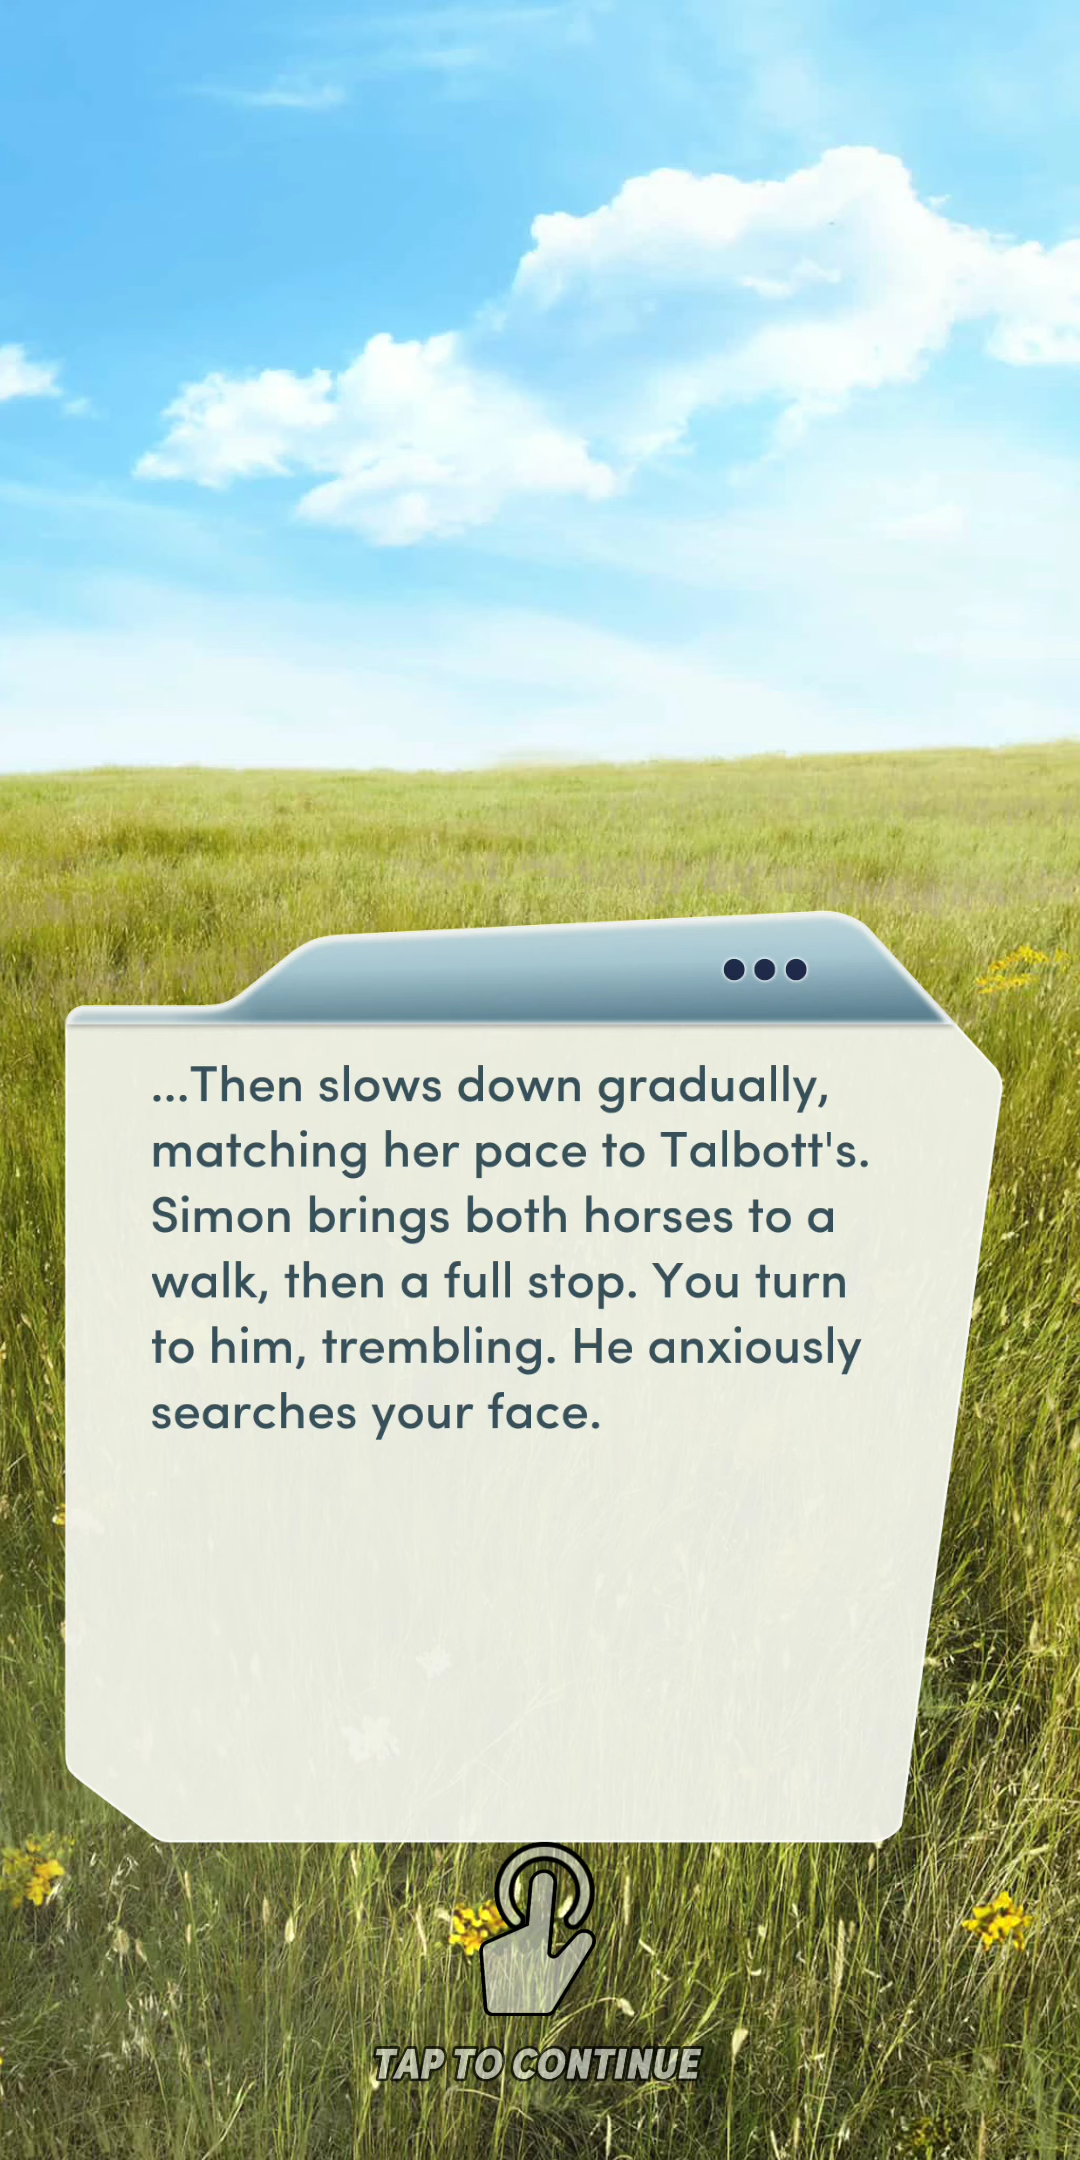 ...Then slows down gradually,
matching her pace to Talbott's.
Simon brings both horses to a
walk, then a full stop. You turn
to him, trembling. He anxiously
searches your face.
TAP TO CONTINUE